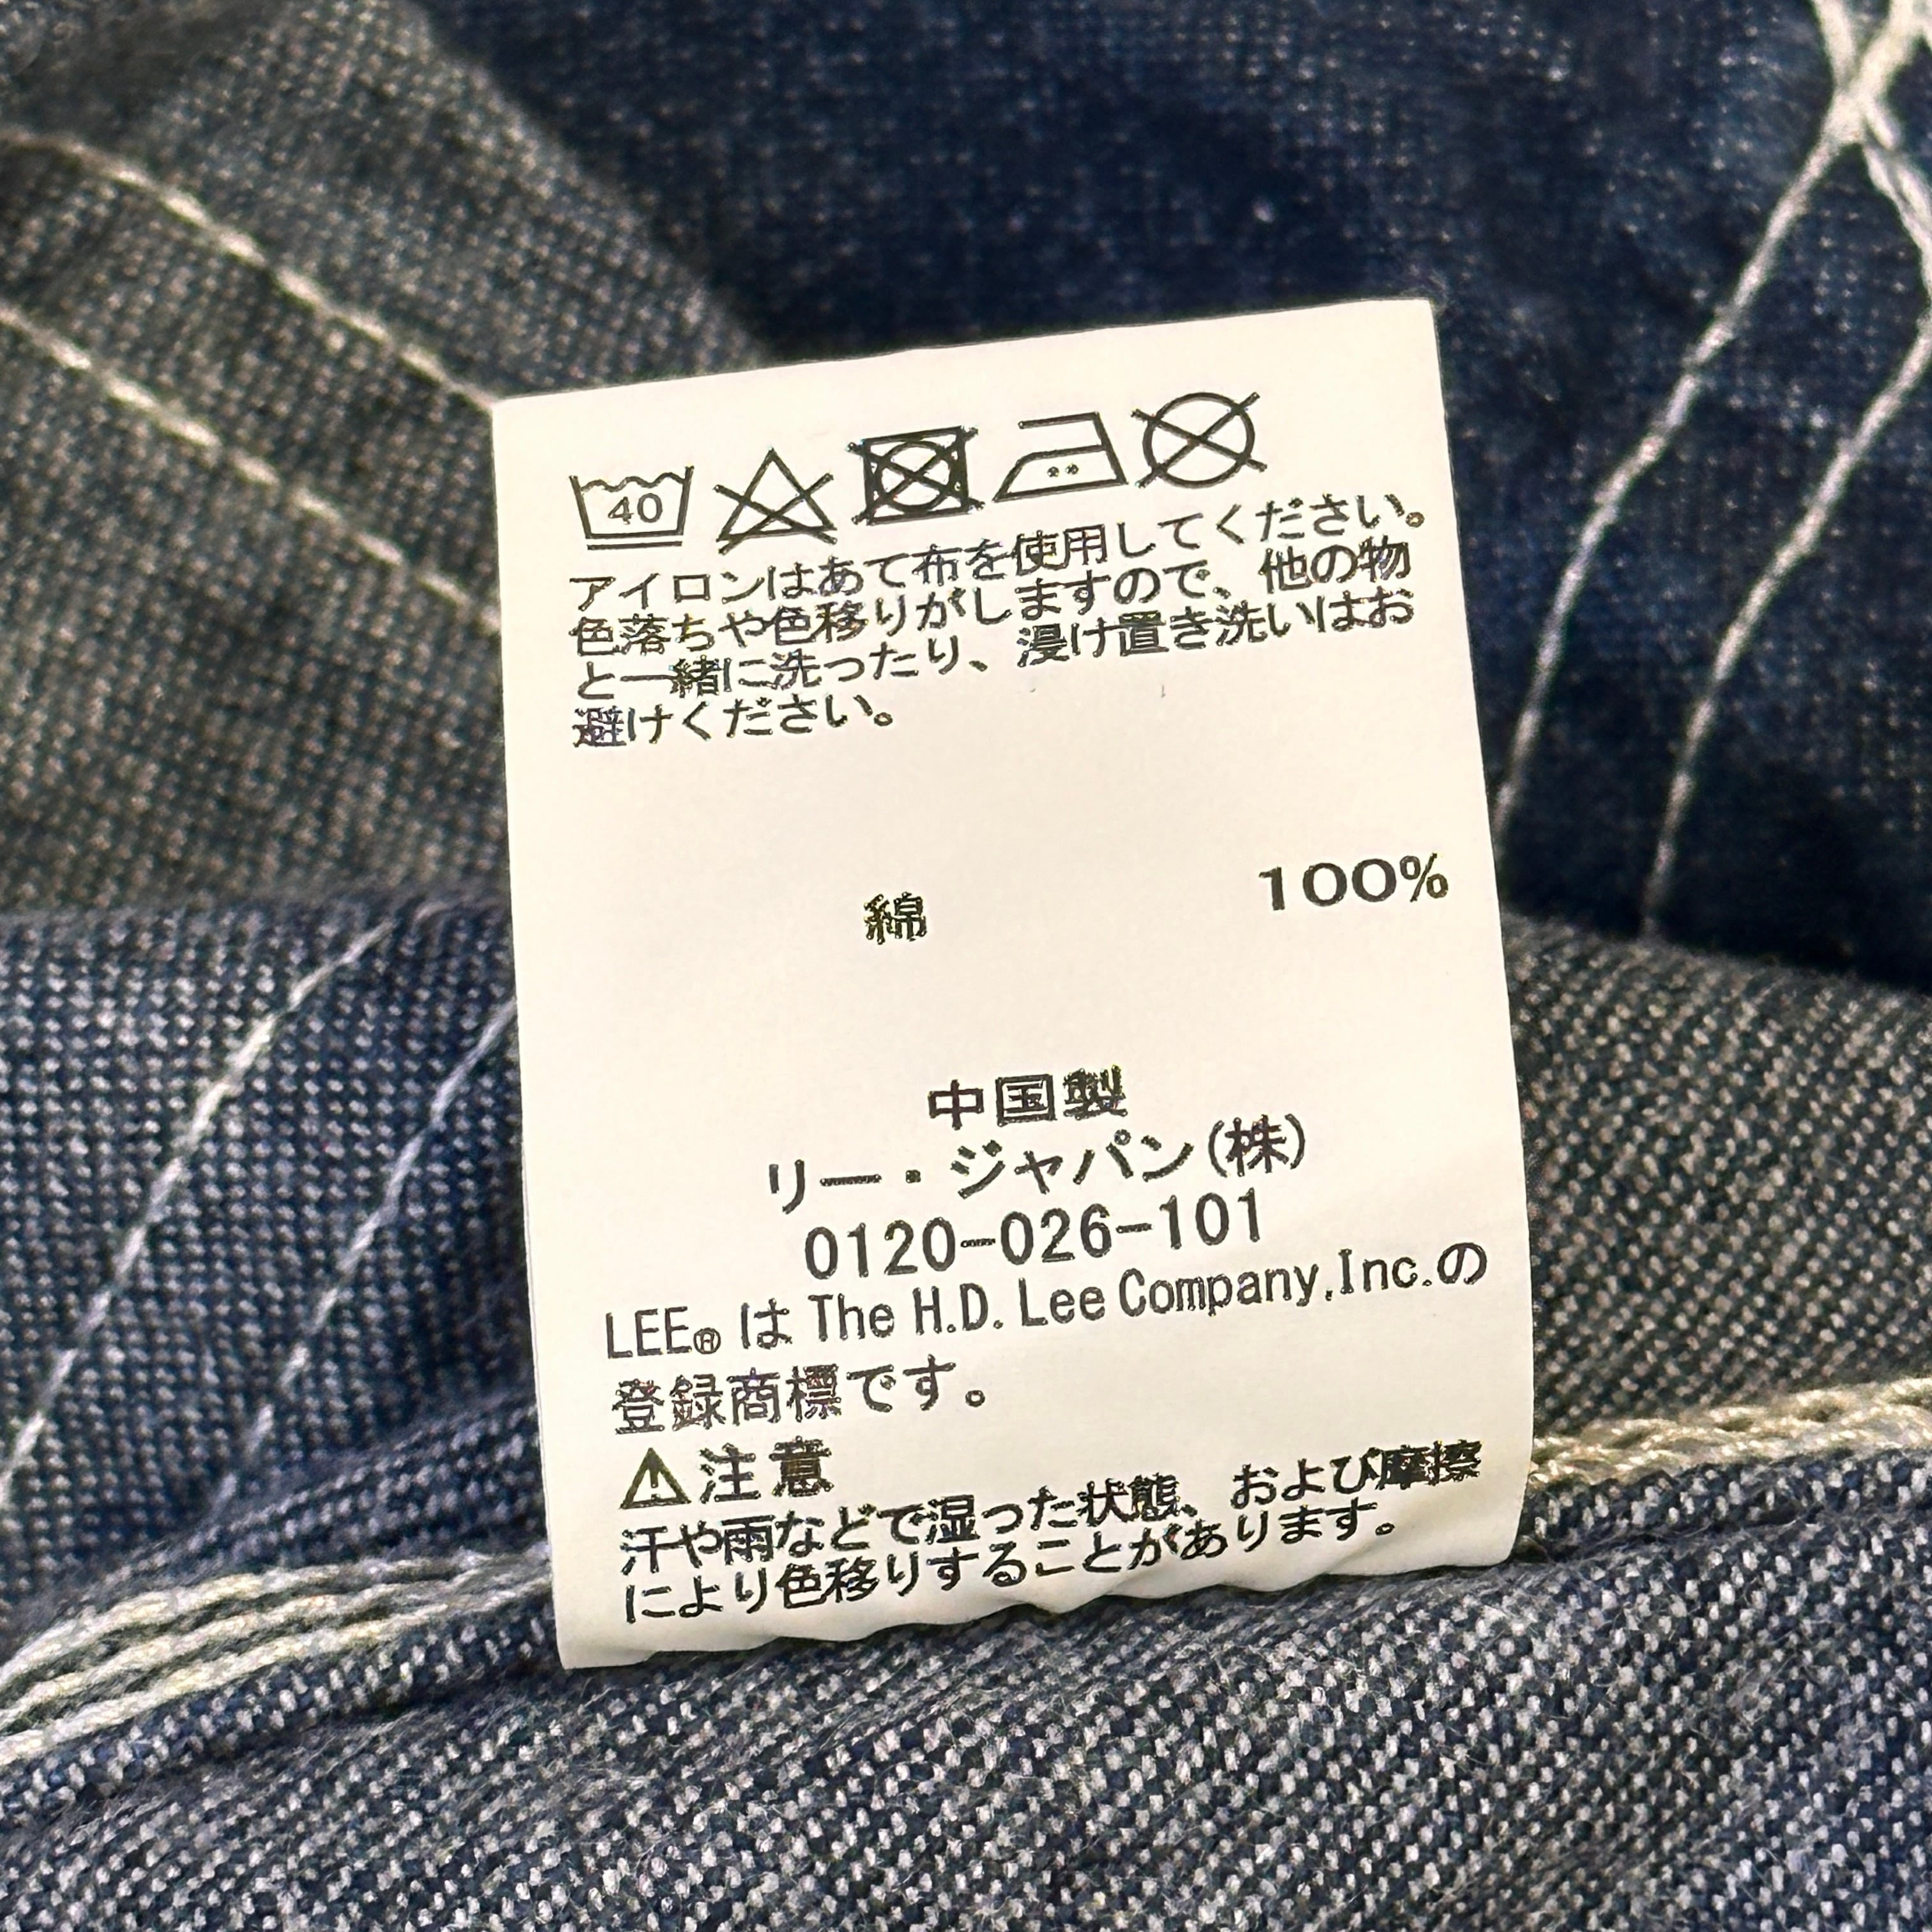 40
アイロンはあて布を使用してください。
色落ちや色移りがしますので、他の物
と一緒に洗ったり、浸け置き洗いはお
避けください。
綿 100%
中国製
リー・ジャパン(株)
0120-026-101
LEE® は The H.D. Lee Company,Inc.の
登録商標です。
⚠注意
汗や雨などで湿った状態、および摩擦
により色移りすることがあります。